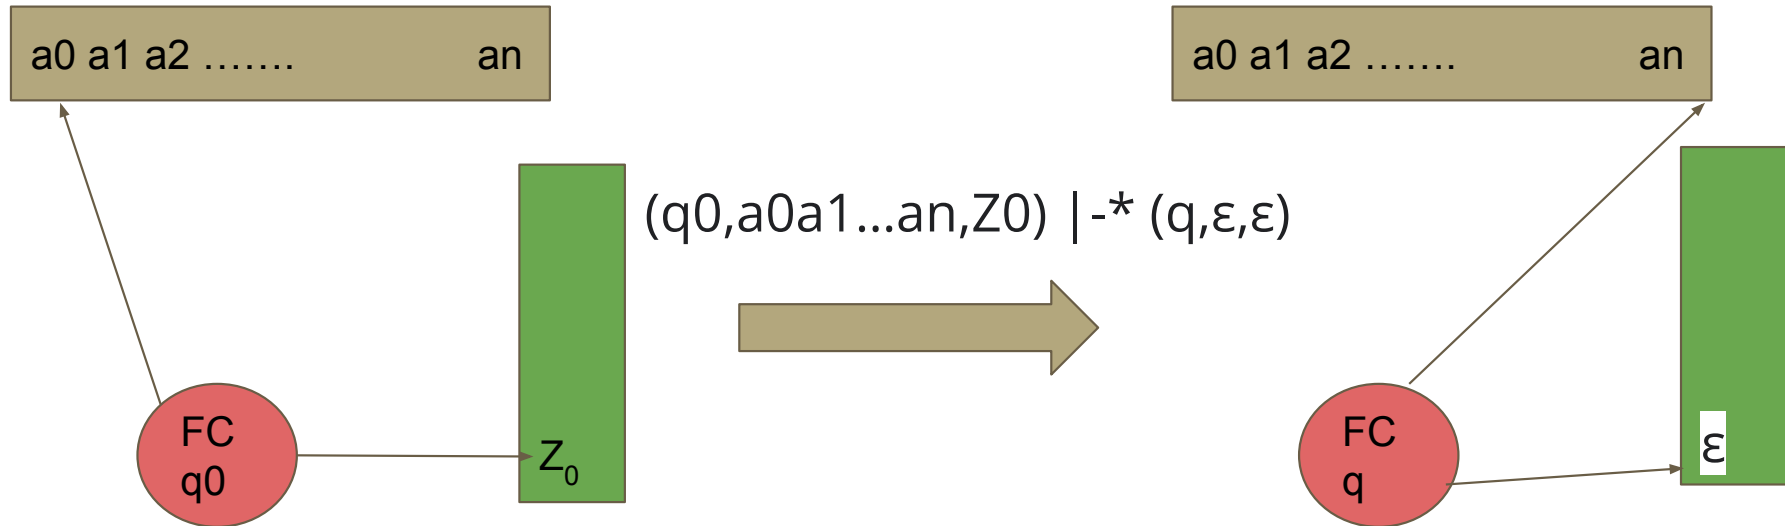 a0 a1 a2 ....... an
a0 a1 a2 ....... an
(q0,a0a1...an,Z0) |-* (q,ε,ε)
FC
q0
Z0
FC
q
ε